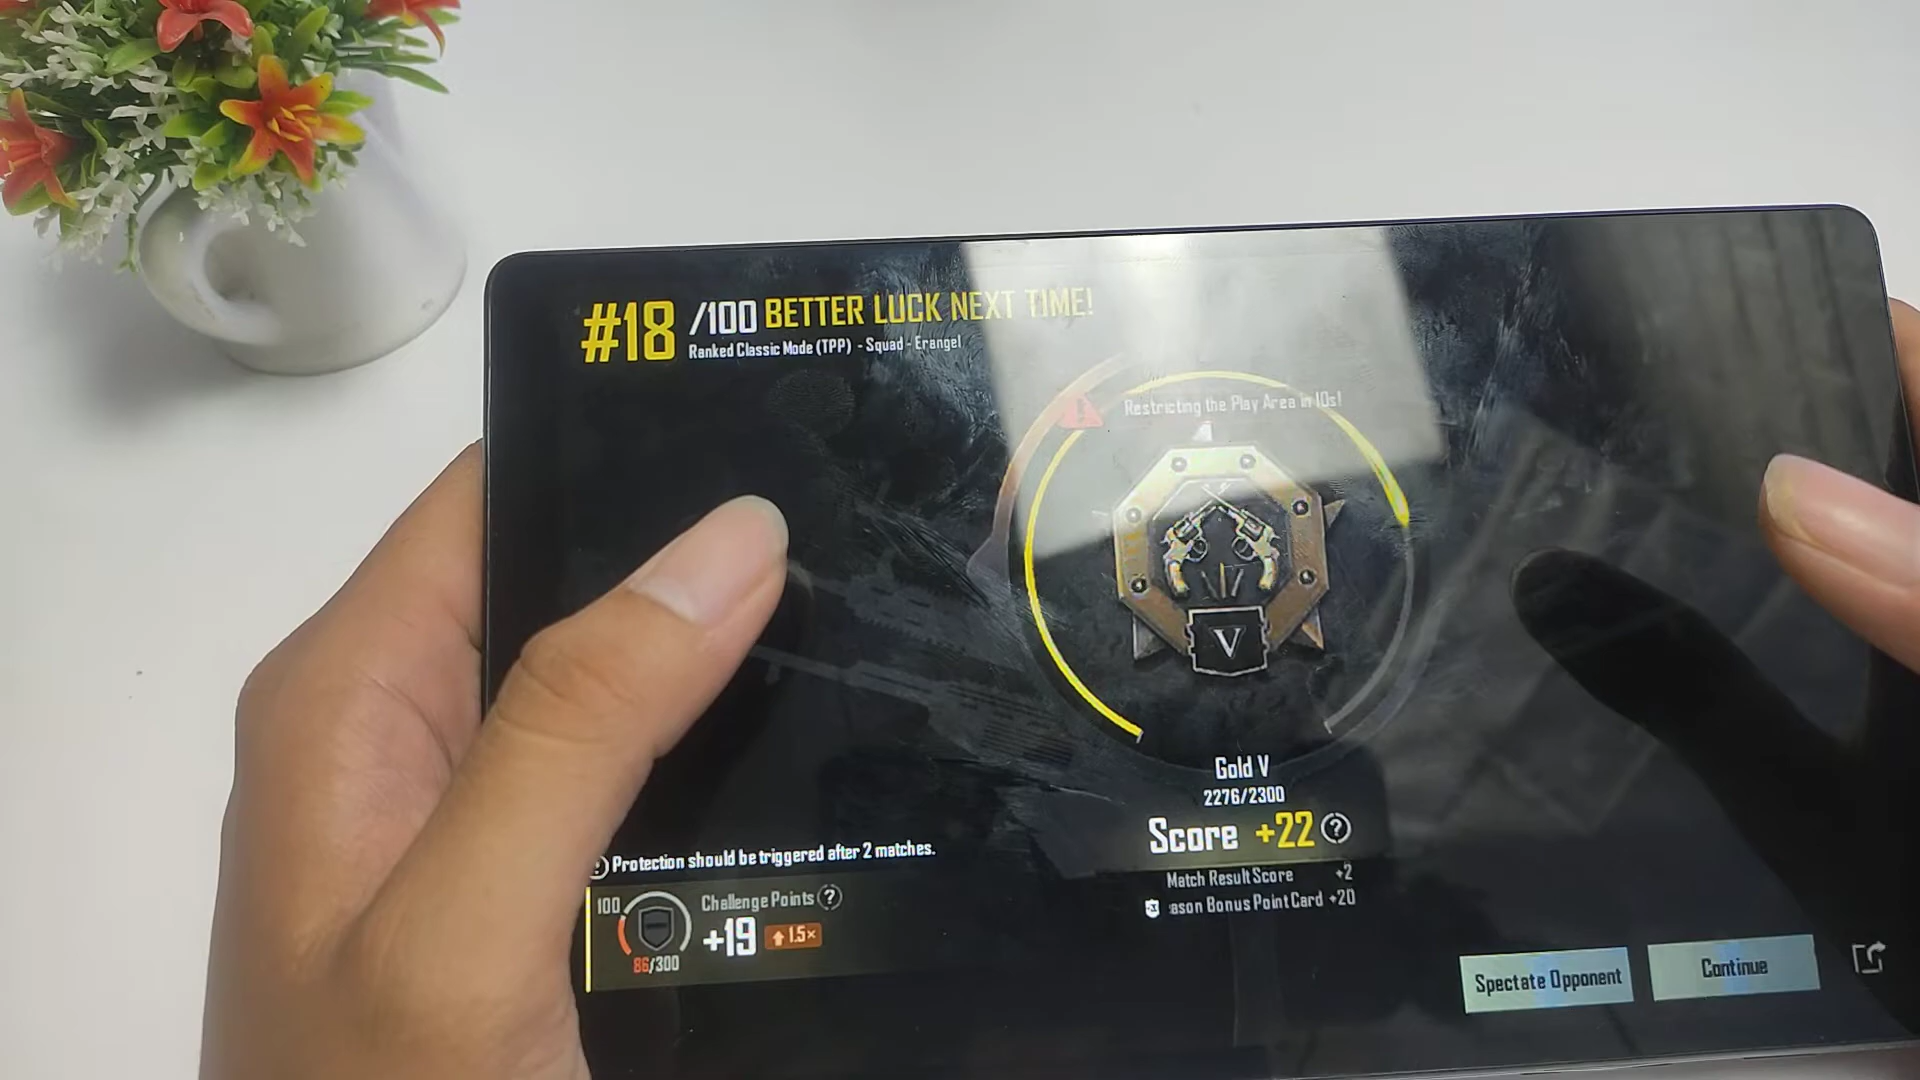 #18 /100 BETTER LUCK NEXT TIME!
Ranked Classic Mode (TPP) - Squad - Erangel
Restricting the Play Area in 10s!
V
Gold V
2276/2300
Score +22 ?
Match Result Score +2
ason Bonus Point Card +20
Protection should be triggered after 2 matches.
100
86/300
Challenge Points ?
+19 1.5×
Spectate Opponent
Continue